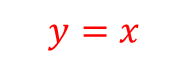 y = x